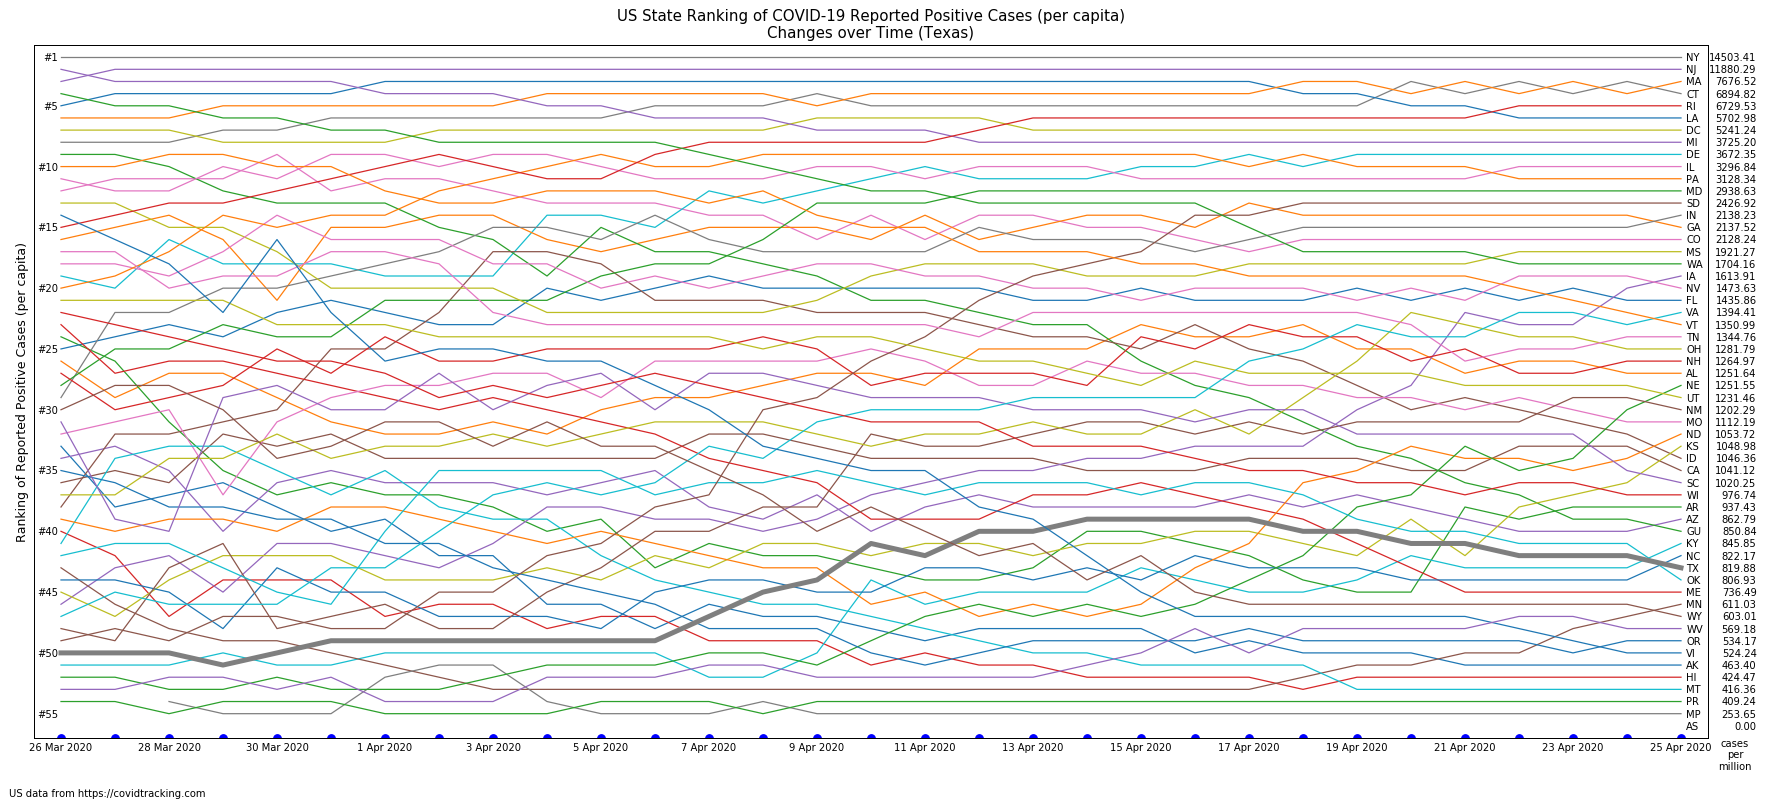 US State Ranking of COVID-19 Reported Positive Cases (per capita)
Changes over Time (Texas)
Ranking of Reported Positive Cases (per capita)
#1
#5
#10
#15
#20
#25
#30
#35
#40
#45
#50
#55
NY 14503.41
NJ 11880.29
MA 7676.52
CT 6894.82
RI 6729.53
LA 5702.98
DC 5241.24
MI 3725.20
DE 3672.35
IL 3296.84
PA 3128.34
MD 2938.63
SD 2426.92
IN 2138.23
GA 2137.52
CO 2128.24
MS 1921.27
WA 1704.16
IA 1613.91
NV 1473.63
FL 1435.86
VA 1394.41
VT 1350.99
TN 1344.76
OH 1281.79
NH 1264.97
AL 1251.64
NE 1251.55
UT 1231.46
NM 1202.29
MO 1112.19
ND 1053.72
KS 1048.98
ID 1046.36
CA 1041.12
SC 1020.25
WI 976.74
AR 937.43
AZ 862.79
GU 850.84
KY 845.85
NC 822.17
TX 819.88
OK 806.93
ME 736.49
MN 611.03
WY 603.01
WV 569.18
OR 534.17
VI 524.24
AK 463.40
HI 424.47
MT 416.36
PR 409.24
MP 253.65
AS 0.00
26 Mar 2020 28 Mar 2020 30 Mar 2020 1 Apr 2020 3 Apr 2020 5 Apr 2020 7 Apr 2020 9 Apr 2020 11 Apr 2020 13 Apr 2020 15 Apr 2020 17 Apr 2020 19 Apr 2020 21 Apr 2020 23 Apr 2020 25 Apr 2020
cases
per
million
US data from https://covidtracking.com